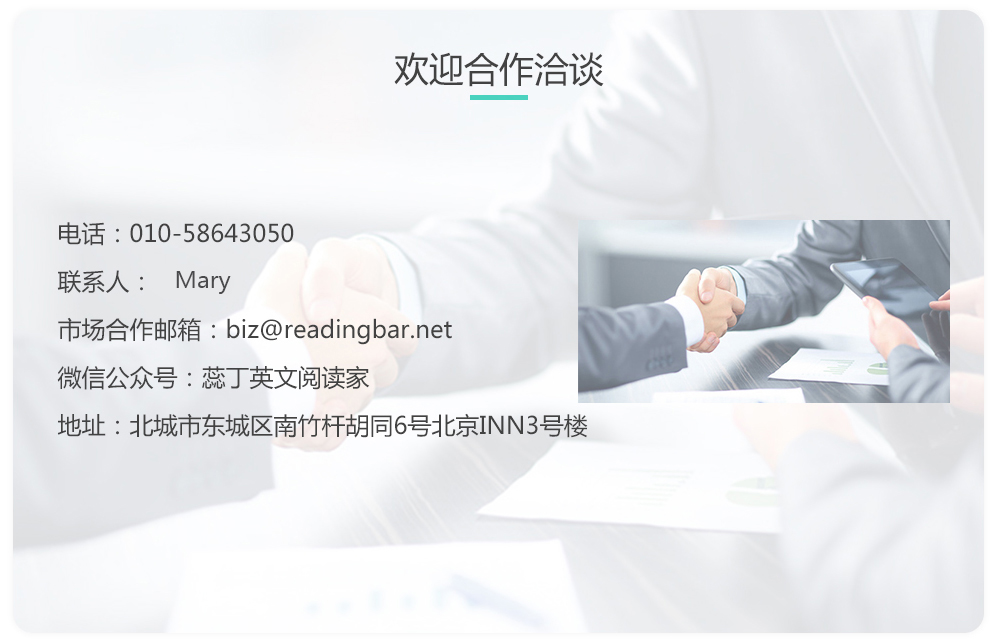 欢迎合作洽谈
电话：010-58643050
联系人： Mary
市场合作邮箱：biz@readingbar.net
微信公众号：蕊丁英文阅读家
地址：北城市东城区南竹杆胡同6号北京INN3号楼